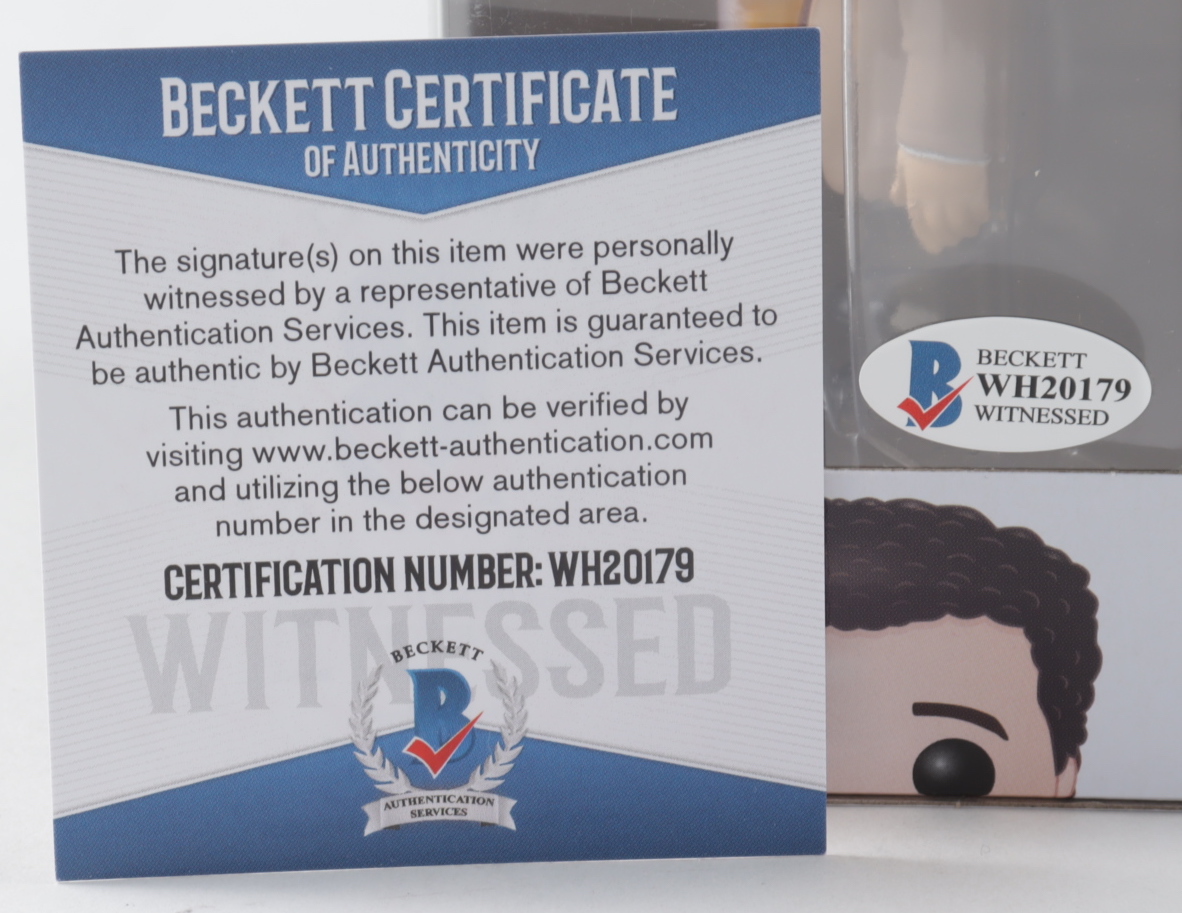 BECKETT CERTIFICATE
OF AUTHENTICITY
The signature(s) on this item were personally
witnessed by a representative of Beckett
Authentication Services. This item is guaranteed to
be authentic by Beckett Authentication Services.
This authentication can be verified by
visiting www.beckett-authentication.com
and utilizing the below authentication
number in the designated area.
CERTIFICATION NUMBER: WH20179
WITNESSED
BECKETT
B
AUTHENTICATION
SERVICES
B
BECKETT
WH20179
WITNESSED